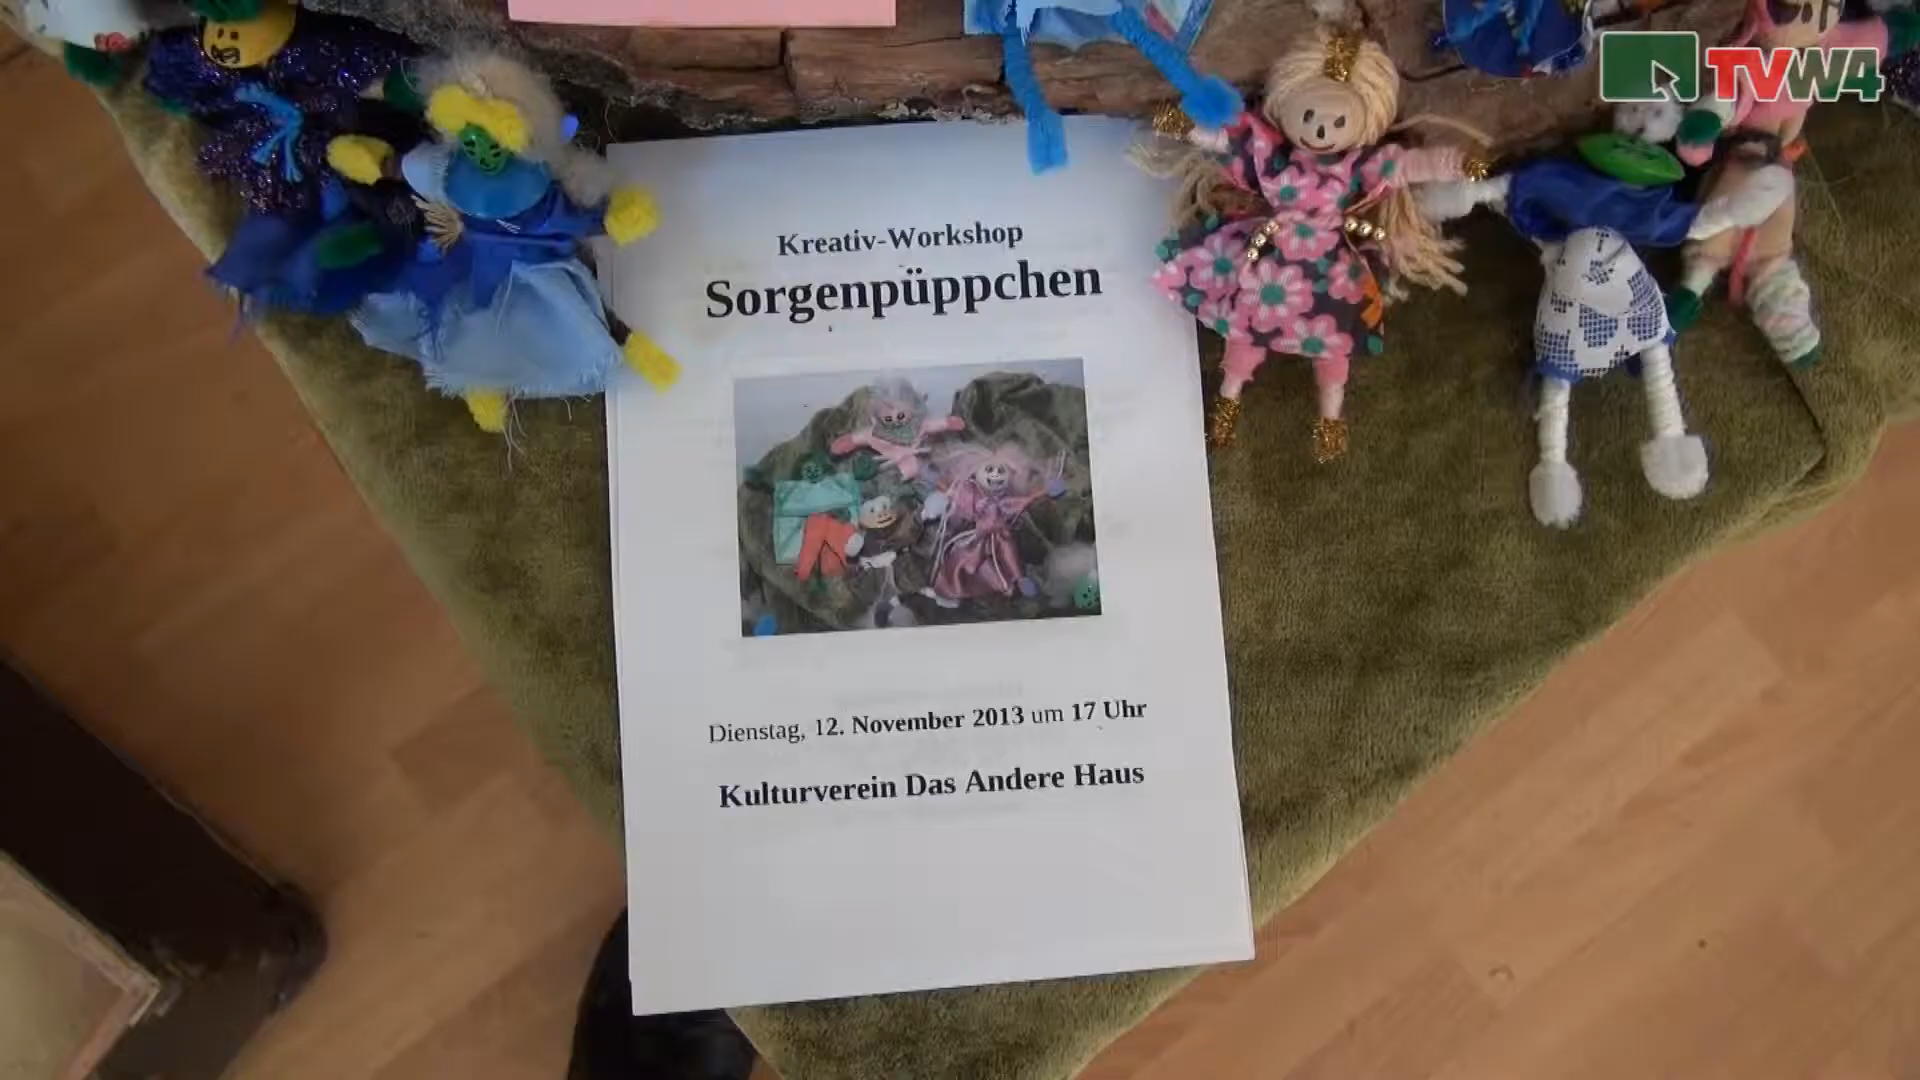 TVW4
Kreativ-Workshop
Sorgenpüppchen
Dienstag, 12. November 2013 um 17 Uhr
Kulturverein Das Andere Haus